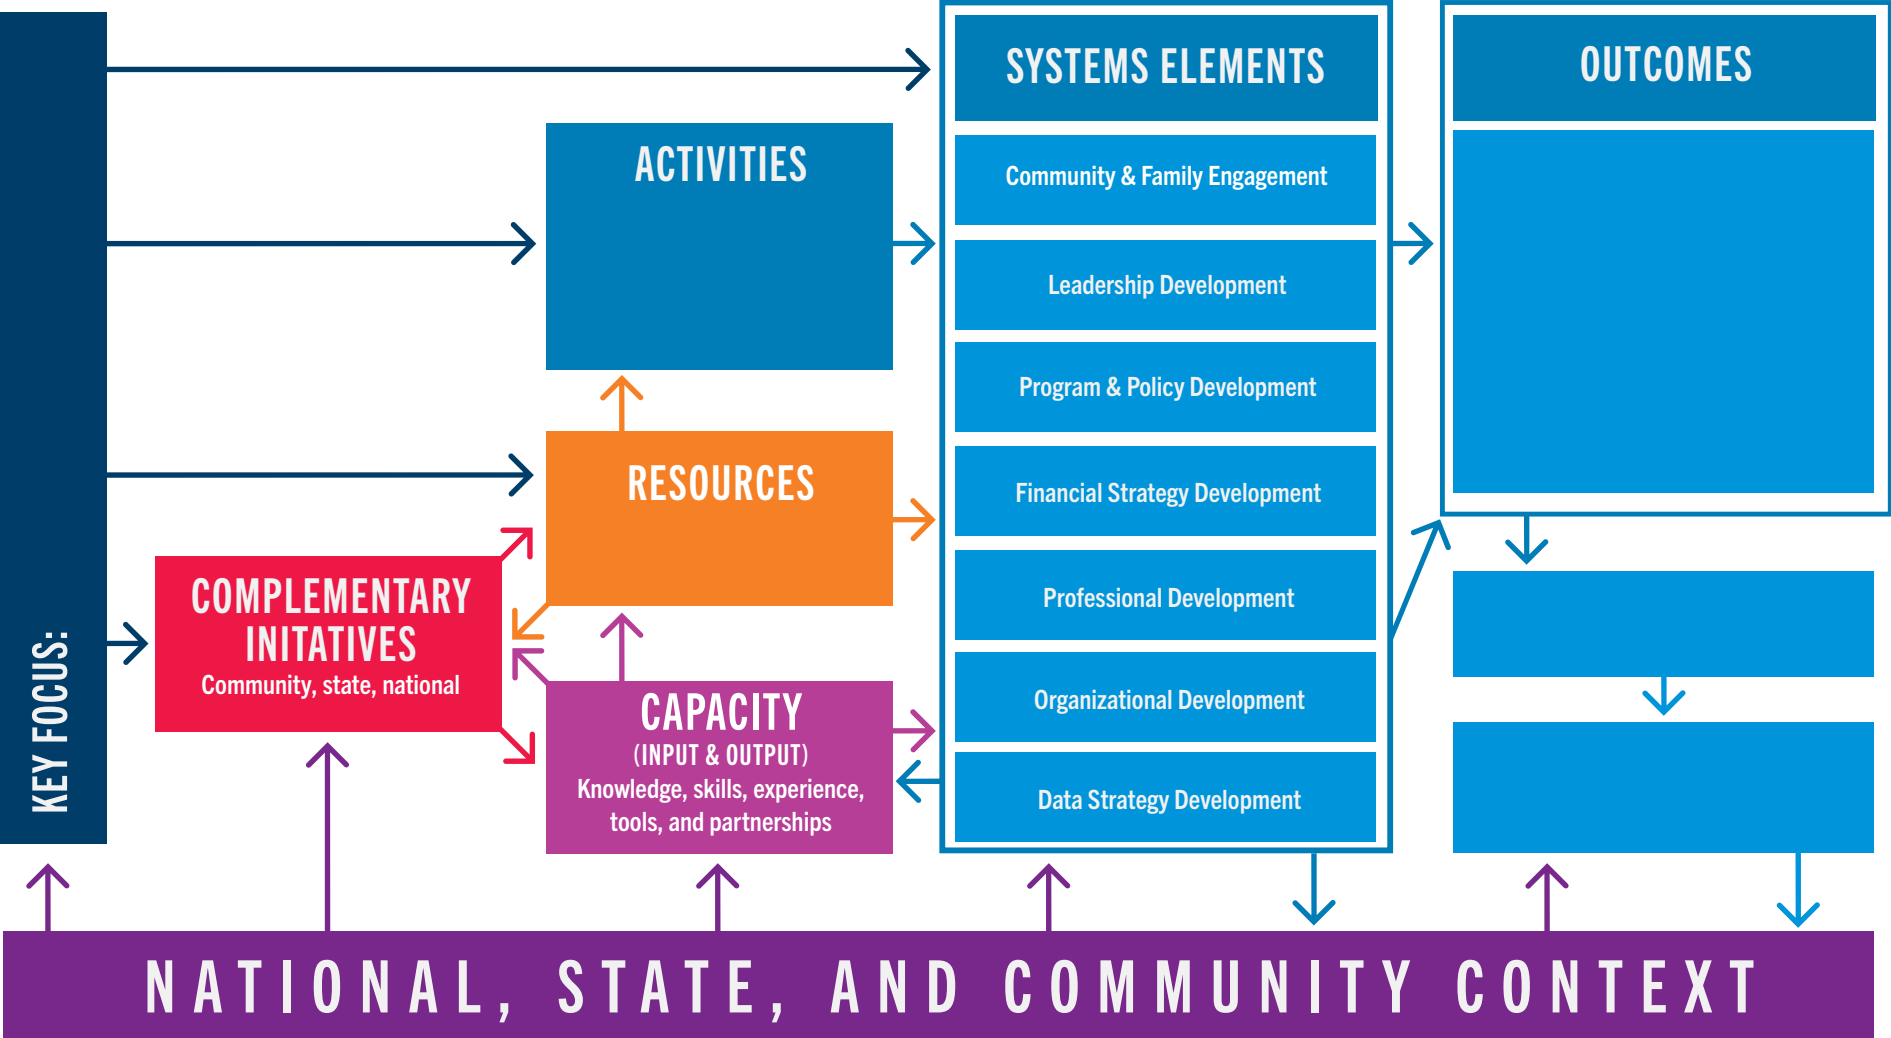 KEY FOCUS:
COMPLEMENTARY
INITATIVES
Community, state, national
ACTIVITIES
RESOURCES
CAPACITY
(INPUT & OUTPUT)
Knowledge, skills, experience,
tools, and partnerships
SYSTEMS ELEMENTS
Community & Family Engagement
Leadership Development
Program & Policy Development
Financial Strategy Development
Professional Development
Organizational Development
Data Strategy Development
OUTCOMES
NATIONAL, STATE, AND COMMUNITY CONTEXT